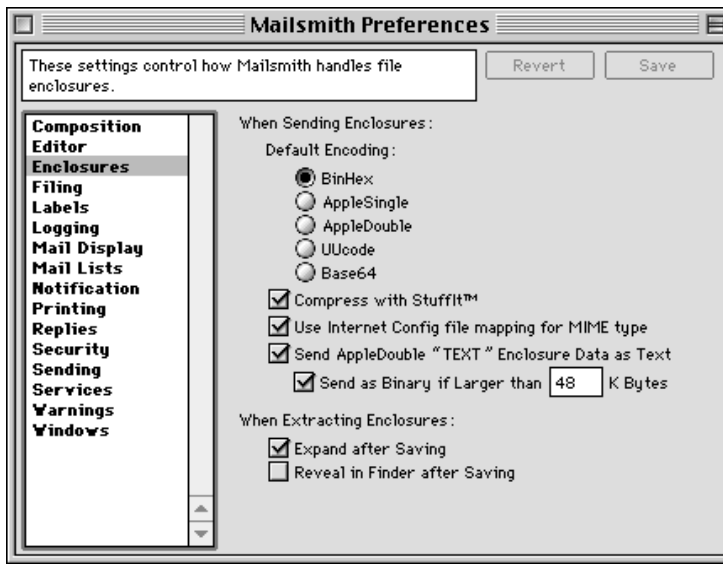 Mailsmith Preferences
These settings control how Mailsmith handles file
enclosures.
Revert
Save
Composition
Editor
Enclosures
Filing
Labels
Logging
Mail Display
Mail Lists
Notification
Printing
Replies
Security
Sending
Services
Warnings
Windows
When Sending Enclosures:
Default Encoding:
BinHex
AppleSingle
AppleDouble
UUcode
Base64
Compress with StuffIt™
Use Internet Config file mapping for MIME type
Send AppleDouble "TEXT" Enclosure Data as Text
Send as Binary if Larger than 48 K Bytes
When Extracting Enclosures:
Expand after Saving
Reveal in Finder after Saving